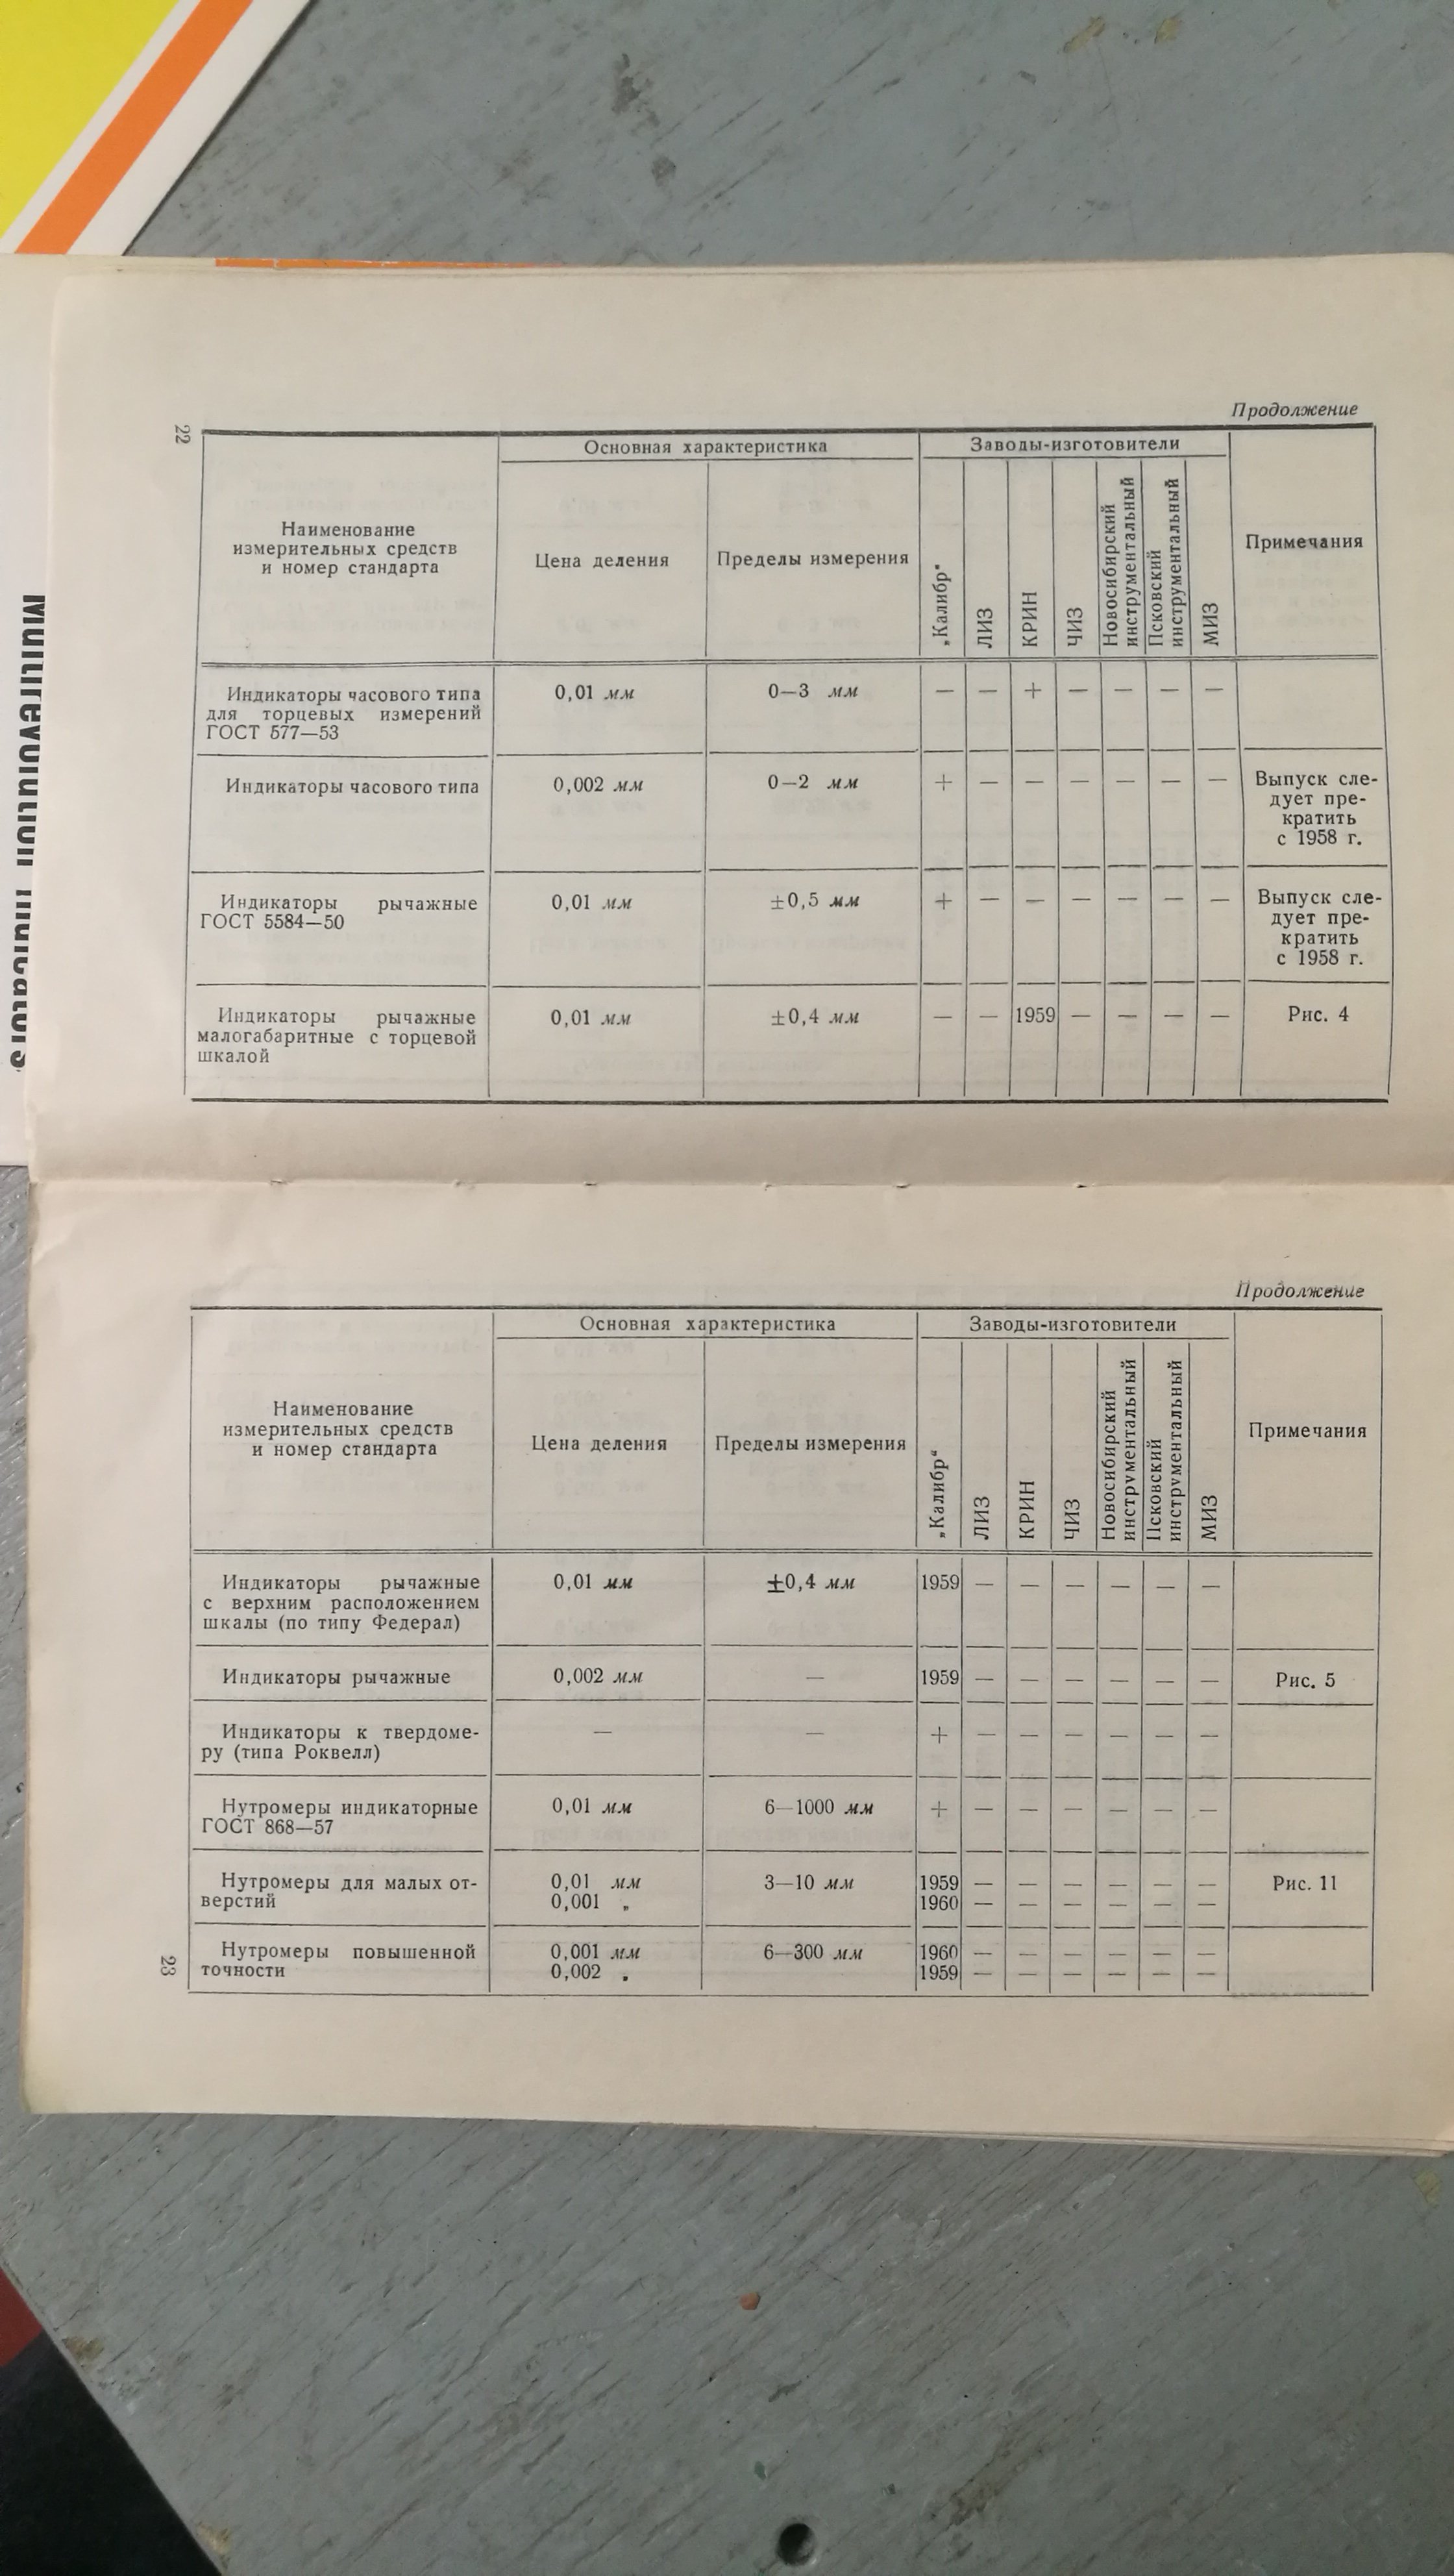 Multirevolution
22
Продолжение
Наименование
измерительных средств
и номер стандарта
Основная характеристика
Цена деления
Пределы измерения
Заводы-изготовители
„Калибр“
ЛИЗ
КРИН
ЧИЗ
Новосибирский
инструментальный
Псковский
инструментальный
МИЗ
Примечания
Индикаторы часового типа 0,01 мм 0—3 мм — — + — — — —
для торцевых измерений
ГОСТ 577—53
Индикаторы часового типа 0,002 мм 0—2 мм + — — — — — — Выпуск сле-
дует пре-
кратить
с 1958 г.
Индикаторы рычажные 0,01 мм ±0,5 мм + — — — — — — Выпуск сле-
ГОСТ 5584—50 дует пре-
кратить
с 1958 г.
Индикаторы рычажные 0,01 мм ±0,4 мм — — 1959 — — — — Рис. 4
малогабаритные с торцевой
шкалой
Продолжение
Наименование
измерительных средств
и номер стандарта
Основная характеристика
Цена деления
Пределы измерения
Заводы-изготовители
„Калибр“
ЛИЗ
КРИН
ЧИЗ
Новосибирский
инструментальный
Псковский
инструментальный
МИЗ
Примечания
Индикаторы рычажные 0,01 мм ±0,4 мм 1959 — — — — — —
с верхним расположением
шкалы (по типу Федерал)
Индикаторы рычажные 0,002 мм — 1959 — — — — — — Рис. 5
Индикаторы к твердоме- — — + — — — — — —
ру (типа Роквелл)
Нутромеры индикаторные 0,01 мм 6—1000 мм + — — — — — —
ГОСТ 868—57
Нутромеры для малых от- 0,01 мм 3—10 мм 1959 — — — — — — Рис. 11
верстий 0,001 „ 1960 — — — — — —
Нутромеры повышенной 0,001 мм 6—300 мм 1960 — — — — — —
точности 0,002 „ 1959 — — — — — —
23